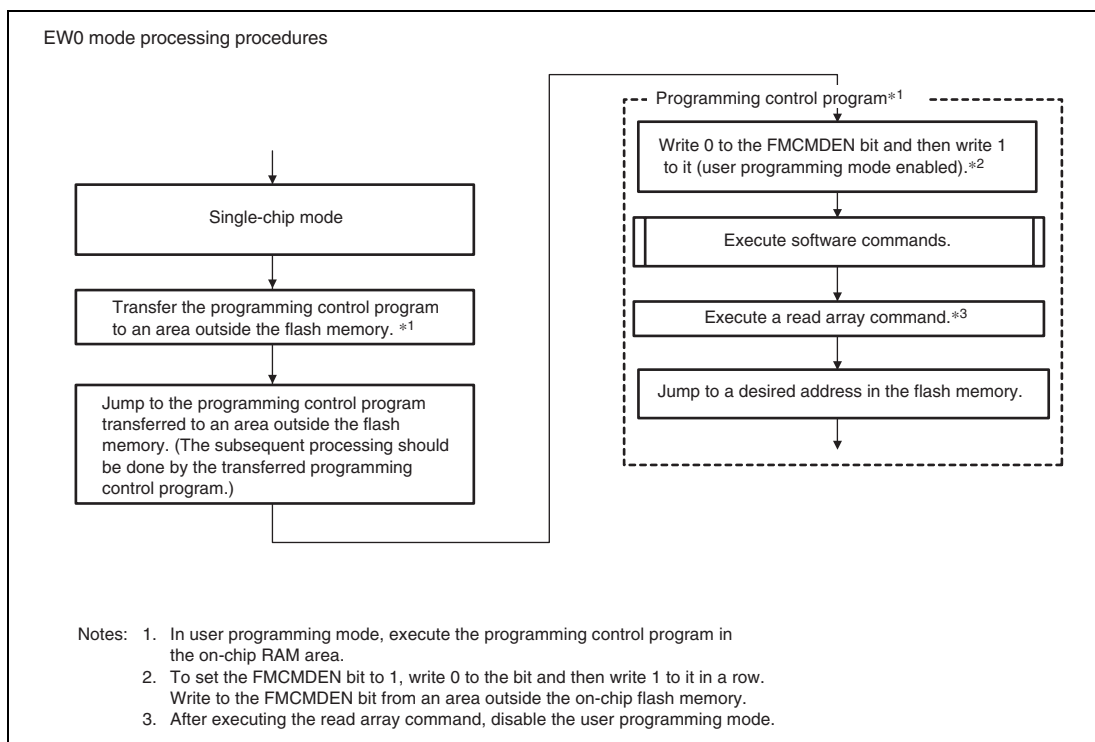 EW0 mode processing procedures
Single-chip mode
Transfer the programming control program
to an area outside the flash memory. *1
Jump to the programming control program
transferred to an area outside the flash
memory. (The subsequent processing should
be done by the transferred programming
control program.)
Programming control program*1
Write 0 to the FMCMDEN bit and then write 1
to it (user programming mode enabled).*2
Execute software commands.
Execute a read array command.*3
Jump to a desired address in the flash memory.
Notes: 1. In user programming mode, execute the programming control program in
the on-chip RAM area.
2. To set the FMCMDEN bit to 1, write 0 to the bit and then write 1 to it in a row.
Write to the FMCMDEN bit from an area outside the on-chip flash memory.
3. After executing the read array command, disable the user programming mode.